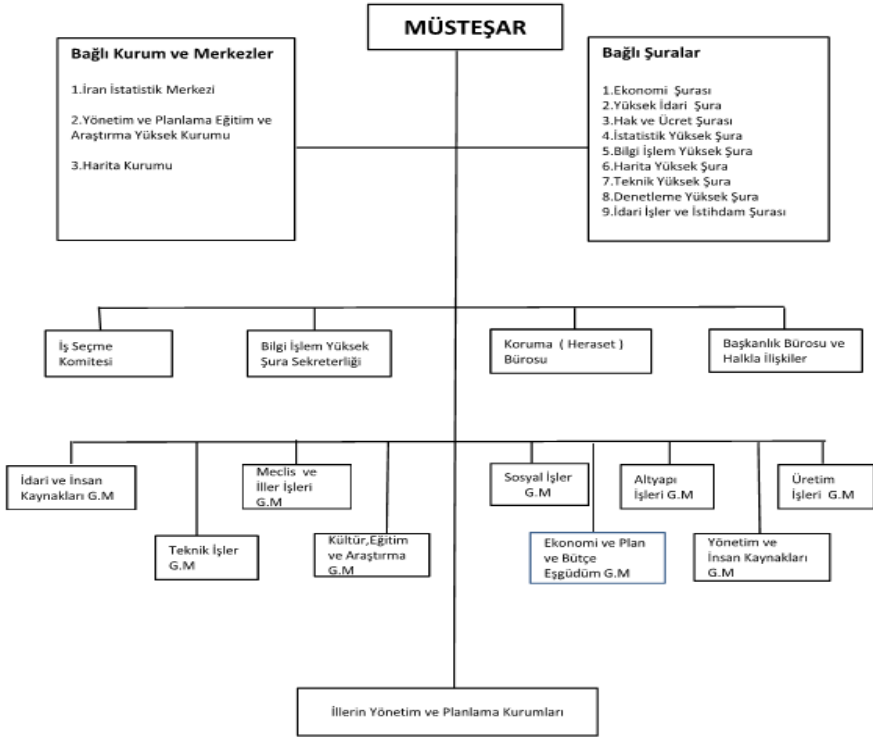 MÜSTEŞAR
Bağlı Kurum ve Merkezler
1.İran İstatistik Merkezi
2.Yönetim ve Planlama Eğitim ve
Araştırma Yüksek Kurumu
3.Harita Kurumu
Bağlı Şuralar
1.Ekonomi Şurası
2.Yüksek İdari Şura
3.Hak ve Ücret Şurası
4.İstatistik Yüksek Şura
5.Bilgi İşlem Yüksek Şura
6.Harita Yüksek Şura
7.Teknik Yüksek Şura
8.Denetleme Yüksek Şura
9.İdari İşler ve İstihdam Şurası
İş Seçme
Komitesi
Bilgi İşlem Yüksek
Şura Sekreterliği
Koruma ( Heraset )
Bürosu
Başkanlık Bürosu ve
Halkla İlişkiler
İdari ve İnsan
Kaynakları G.M
Meclis ve
İller İşleri
G.M
Sosyal İşler
G.M
Altyapı
İşleri G.M
Üretim
İşleri G.M
Teknik İşler
G.M
Kültür,Eğitim
ve Araştırma
G.M
Ekonomi ve Plan
ve Bütçe
Eşgüdüm G.M
Yönetim ve
İnsan Kaynakları
G.M
İllerin Yönetim ve Planlama Kurumları